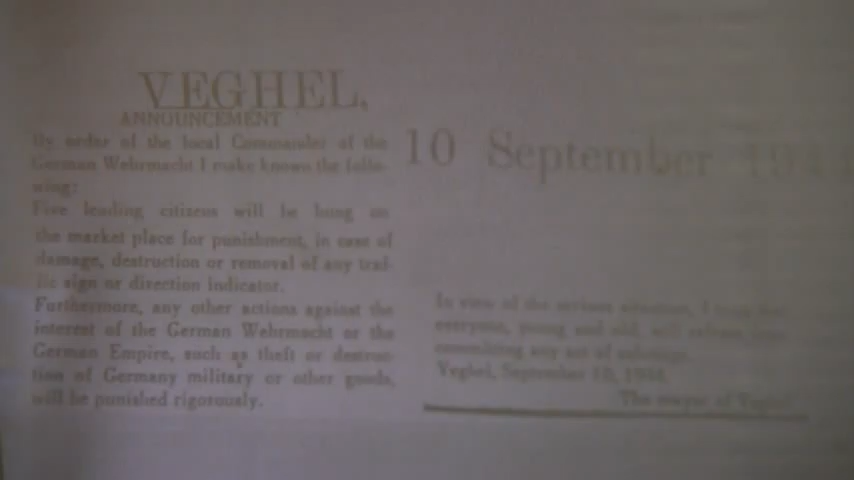 VEGHEL,
ANNOUNCEMENT
By order of the local Commander of the
German Wehrmacht I make known the follo-
wing:
Five leading citizens will be hung on
the market place for punishment, in case of
damage, destruction or removal of any traf-
fic sign or direction indicator.
Furthermore, any other actions against the
interest of the German Wehrmacht or the
German Empire, such as theft or destruc-
tion of Germany military or other goods,
will be punished rigorously.
10 September 1944
In view of the serious situation, I
everyone, young and old, will
committing any act of sabotage.
Veghel, September 10, 1944.
The mayor of Veghel